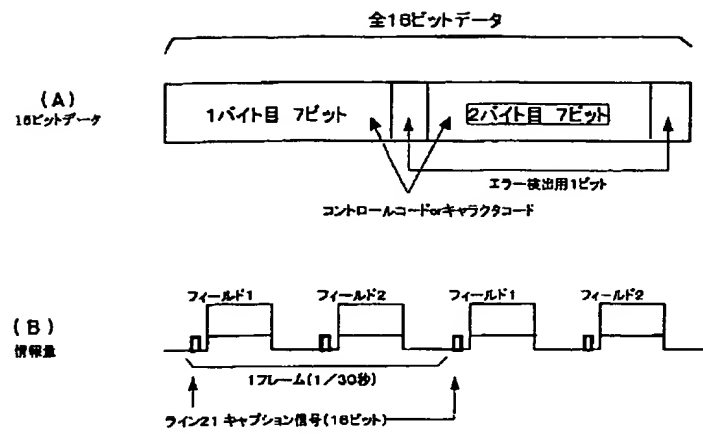 全16ビットデータ
(A)
16ビットデータ
1バイト目 7ビット
2バイト目 7ビット
エラー検出用1ビット
コントロールコードorキャラクタコード
(B)
情報量
フィールド1
フィールド2
フィールド1
フィールド2
1フレーム(1/30秒)
ライン21 キャプション信号(16ビット)